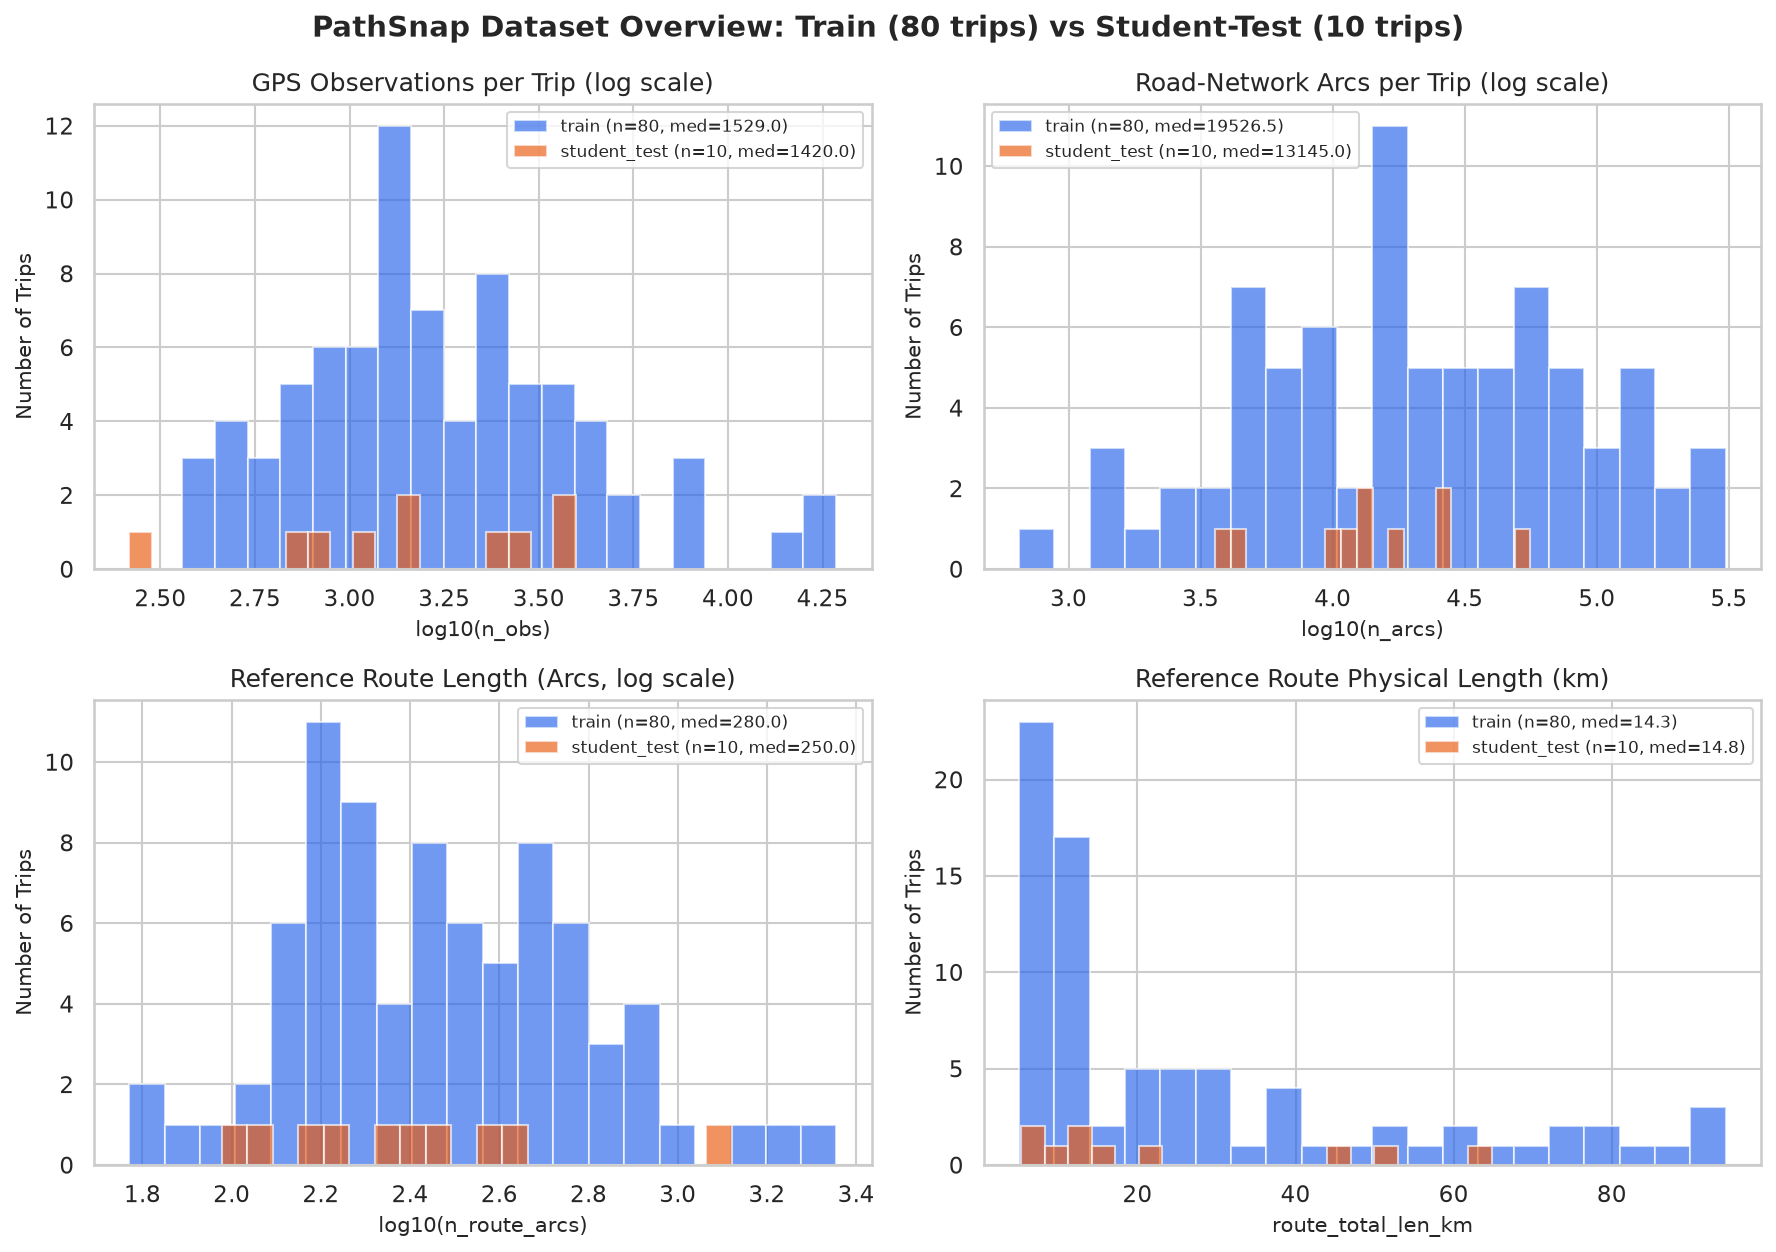 PathSnap Dataset Overview: Train (80 trips) vs Student-Test (10 trips)
GPS Observations per Trip (log scale)
train (n=80, med=1529.0)
student_test (n=10, med=1420.0)
Number of Trips
12
10
8
6
4
2
0
2.50 2.75 3.00 3.25 3.50 3.75 4.00 4.25
log10(n_obs)
Road-Network Arcs per Trip (log scale)
train (n=80, med=19526.5)
student_test (n=10, med=13145.0)
Number of Trips
10
8
6
4
2
0
3.0 3.5 4.0 4.5 5.0 5.5
log10(n_arcs)
Reference Route Length (Arcs, log scale)
train (n=80, med=280.0)
student_test (n=10, med=250.0)
Number of Trips
10
8
6
4
2
0
1.8 2.0 2.2 2.4 2.6 2.8 3.0 3.2 3.4
log10(n_route_arcs)
Reference Route Physical Length (km)
train (n=80, med=14.3)
student_test (n=10, med=14.8)
Number of Trips
20
15
10
5
0
20 40 60 80
route_total_len_km